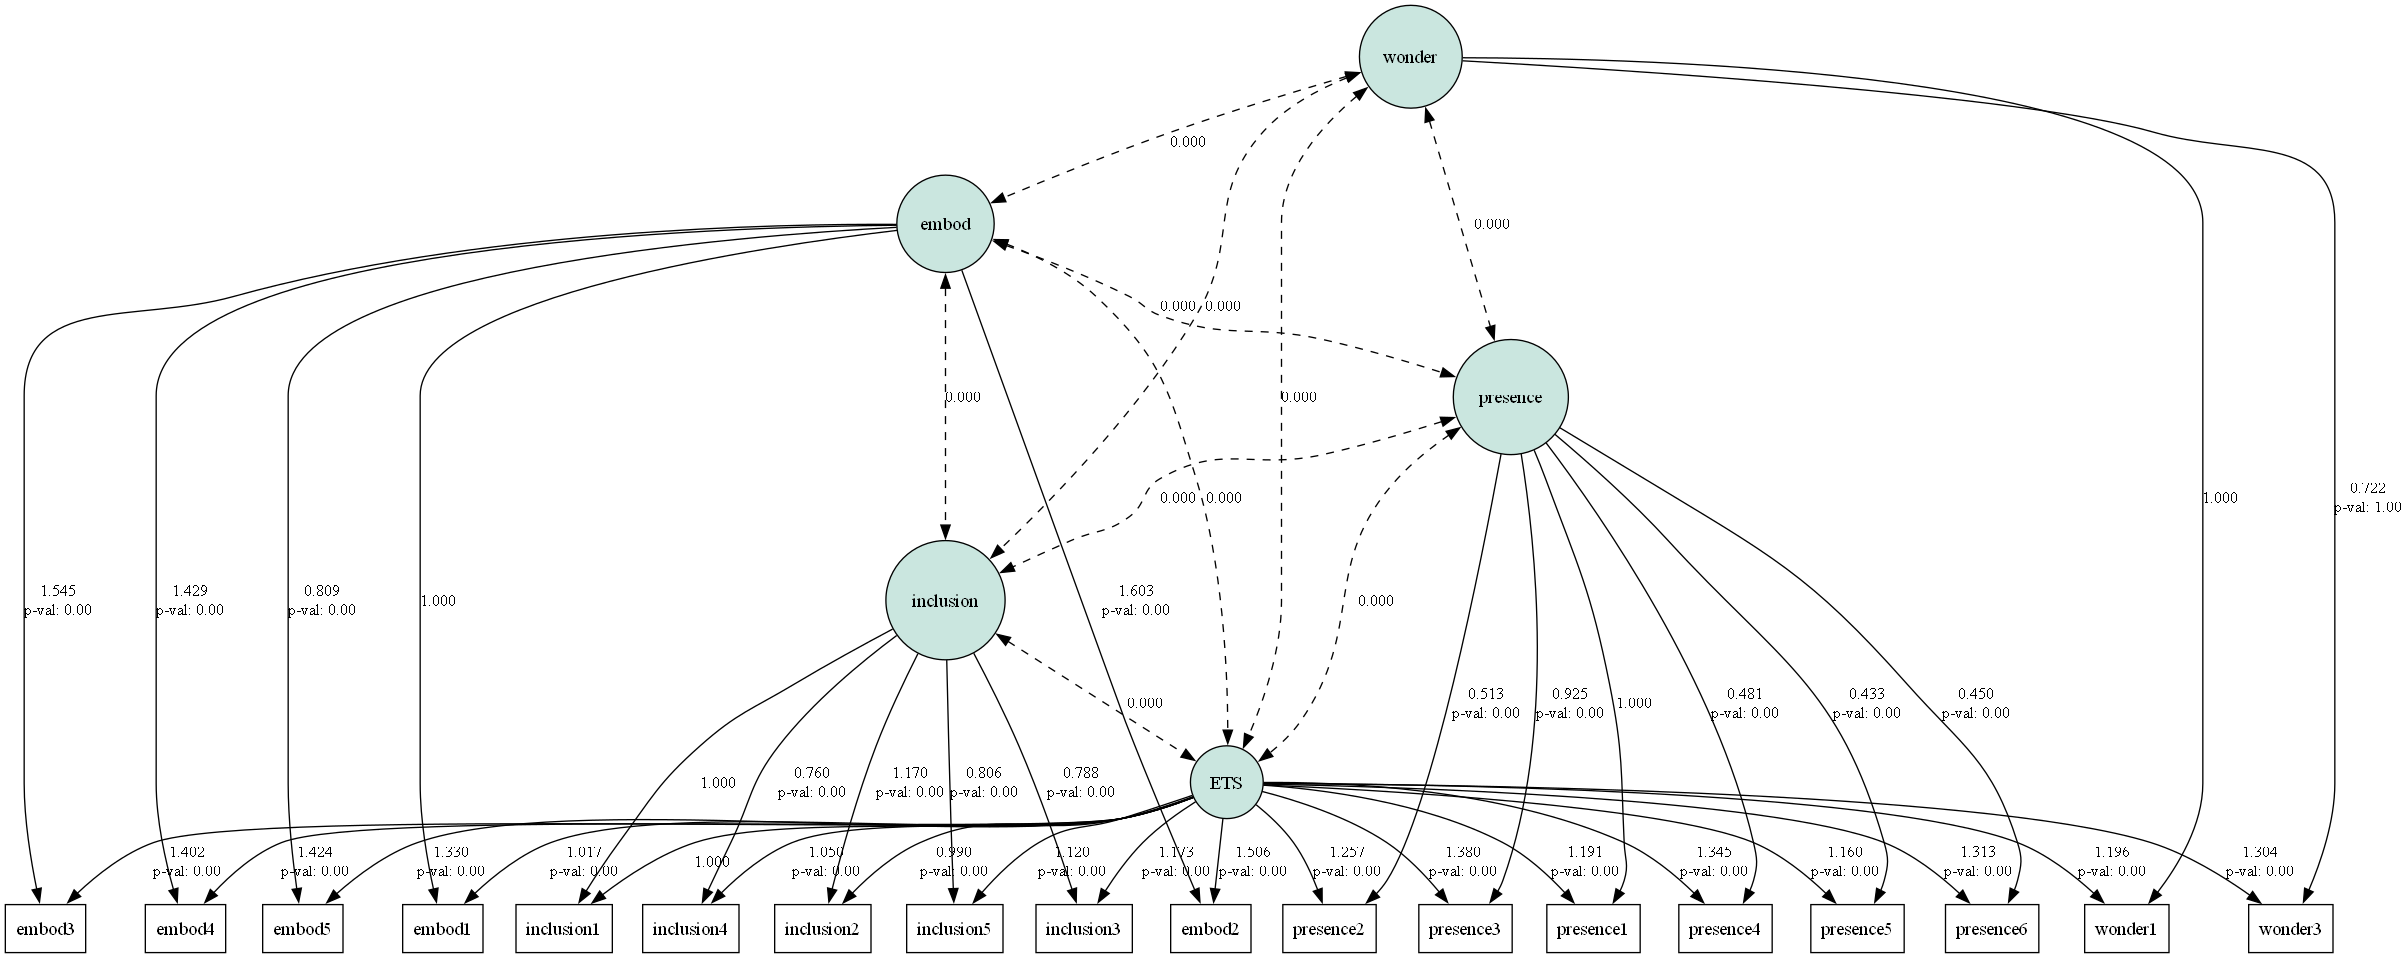 wonder
0.000
embod
0.000
0.000
0.000
presence
0.000
0.000
0.722
p-val: 1.00
1.000
0.000
0.000
1.545
p-val: 0.00
1.429
p-val: 0.00
0.809
p-val: 0.00
1.000
inclusion
1.603
p-val: 0.00
0.000
0.000
0.513
p-val: 0.00
0.925
p-val: 0.00
1.000
0.481
p-val: 0.00
0.433
p-val: 0.00
0.450
p-val: 0.00
1.000
0.760
p-val: 0.00
1.170
p-val: 0.00
0.806
p-val: 0.00
0.788
p-val: 0.00
ETS
1.402
p-val: 0.00
1.424
p-val: 0.00
1.330
p-val: 0.00
1.017
p-val: 0.00
1.000
1.050
p-val: 0.00
0.990
p-val: 0.00
1.120
p-val: 0.00
1.173
p-val: 0.00
1.506
p-val: 0.00
1.257
p-val: 0.00
1.380
p-val: 0.00
1.191
p-val: 0.00
1.345
p-val: 0.00
1.160
p-val: 0.00
1.313
p-val: 0.00
1.196
p-val: 0.00
1.304
p-val: 0.00
embod3
embod4
embod5
embod1
inclusion1
inclusion4
inclusion2
inclusion5
inclusion3
embod2
presence2
presence3
presence1
presence4
presence5
presence6
wonder1
wonder3